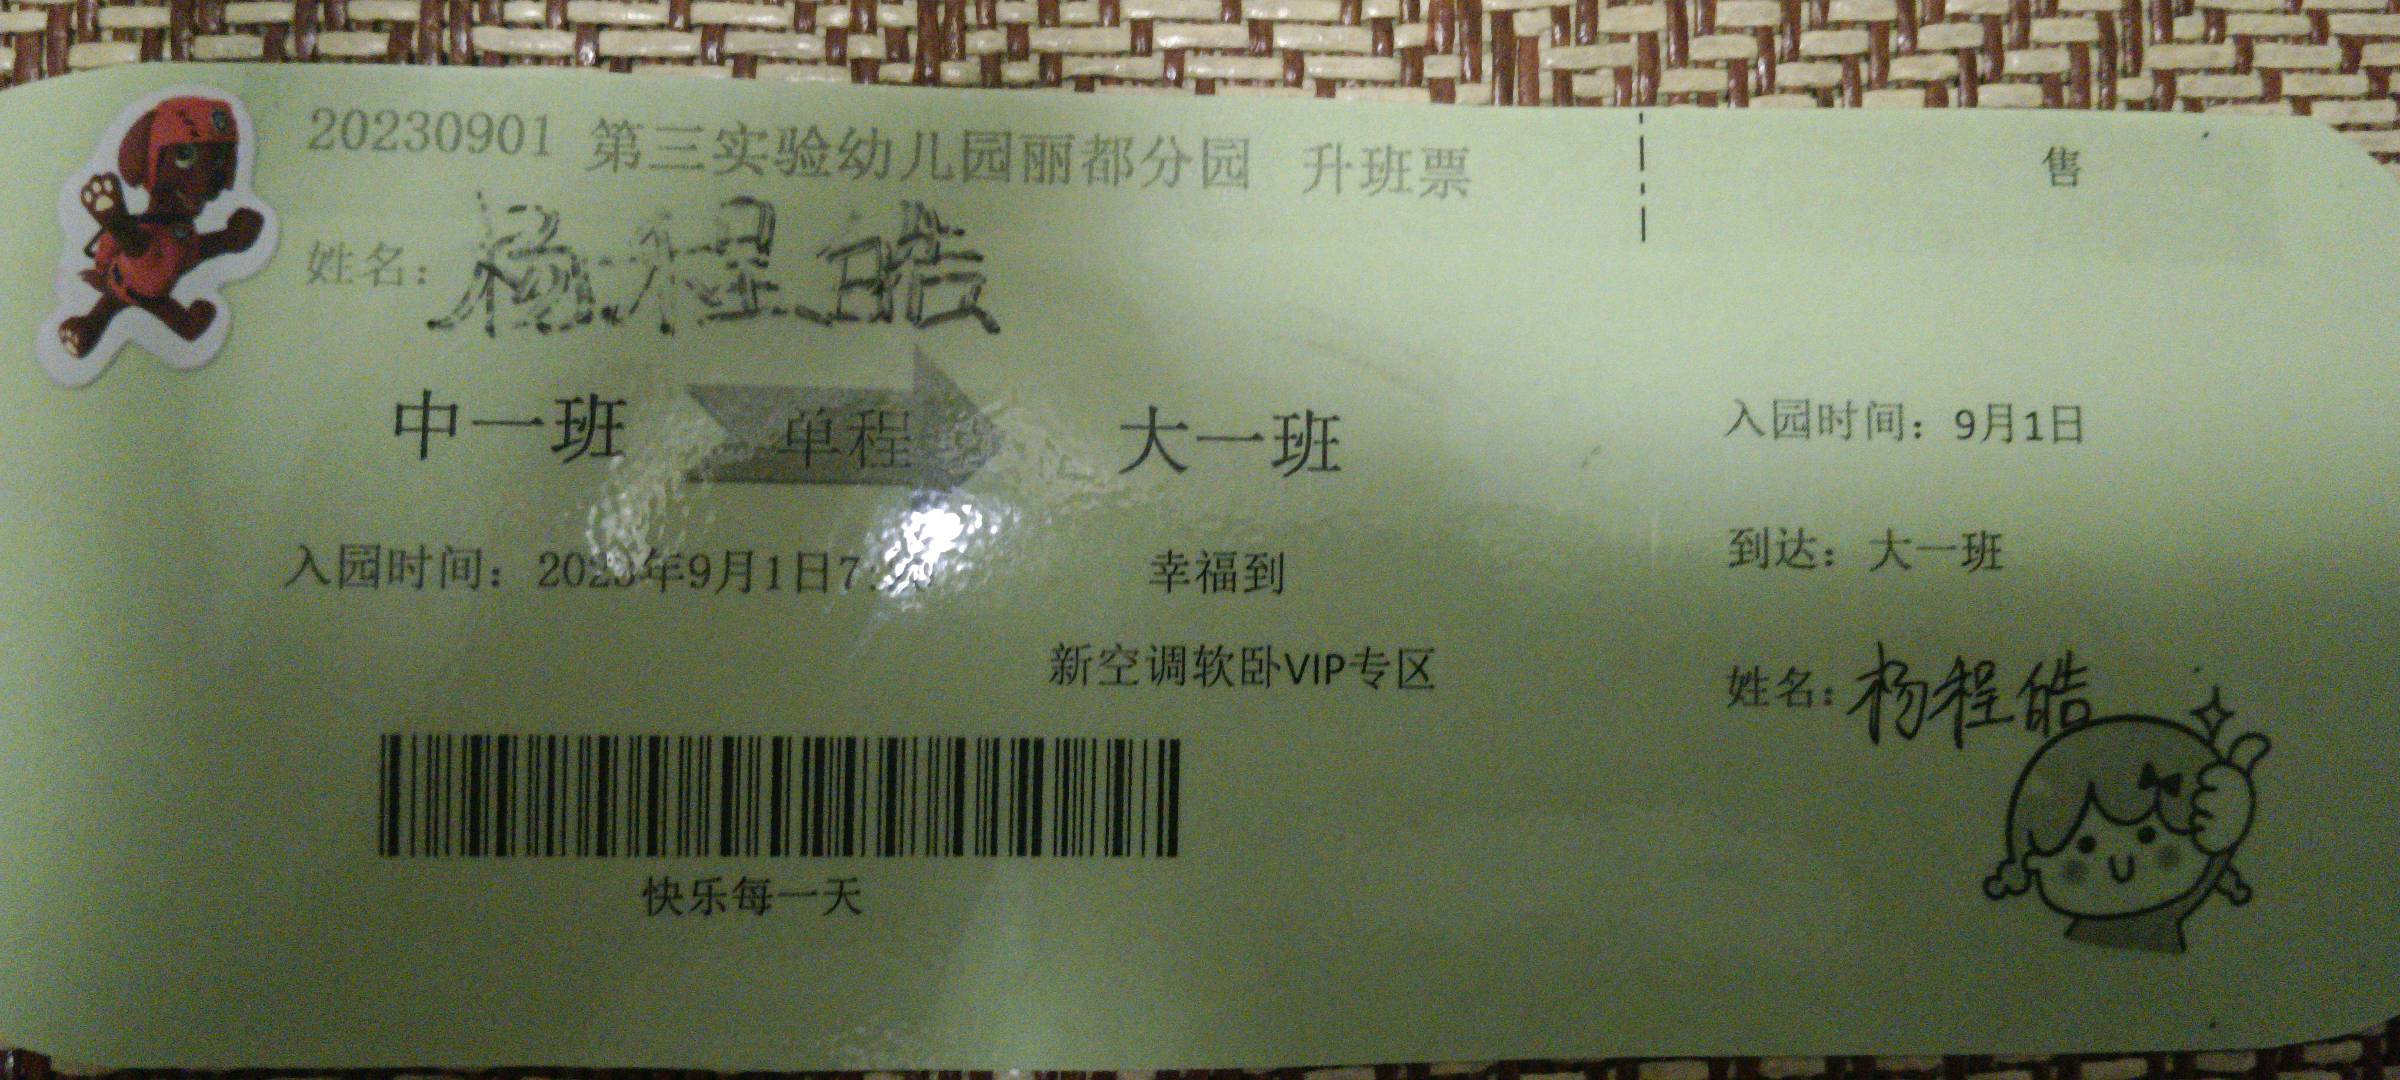 20230901 第三实验幼儿园丽都分园 升班票
姓名：杨程皓
中一班 单程 大一班
入园时间：2023年9月1日7: 幸福到
新空调软卧VIP专区
快乐每一天
售
入园时间：9月1日
到达：大一班
姓名：杨程皓